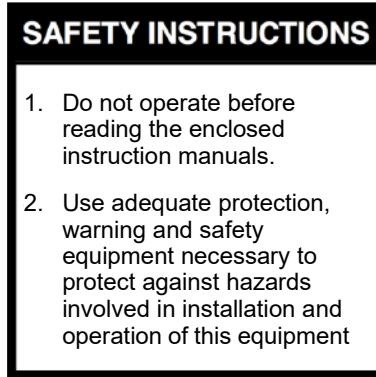 SAFETY INSTRUCTIONS
1. Do not operate before
reading the enclosed
instruction manuals.
2. Use adequate protection,
warning and safety
equipment necessary to
protect against hazards
involved in installation and
operation of this equipment